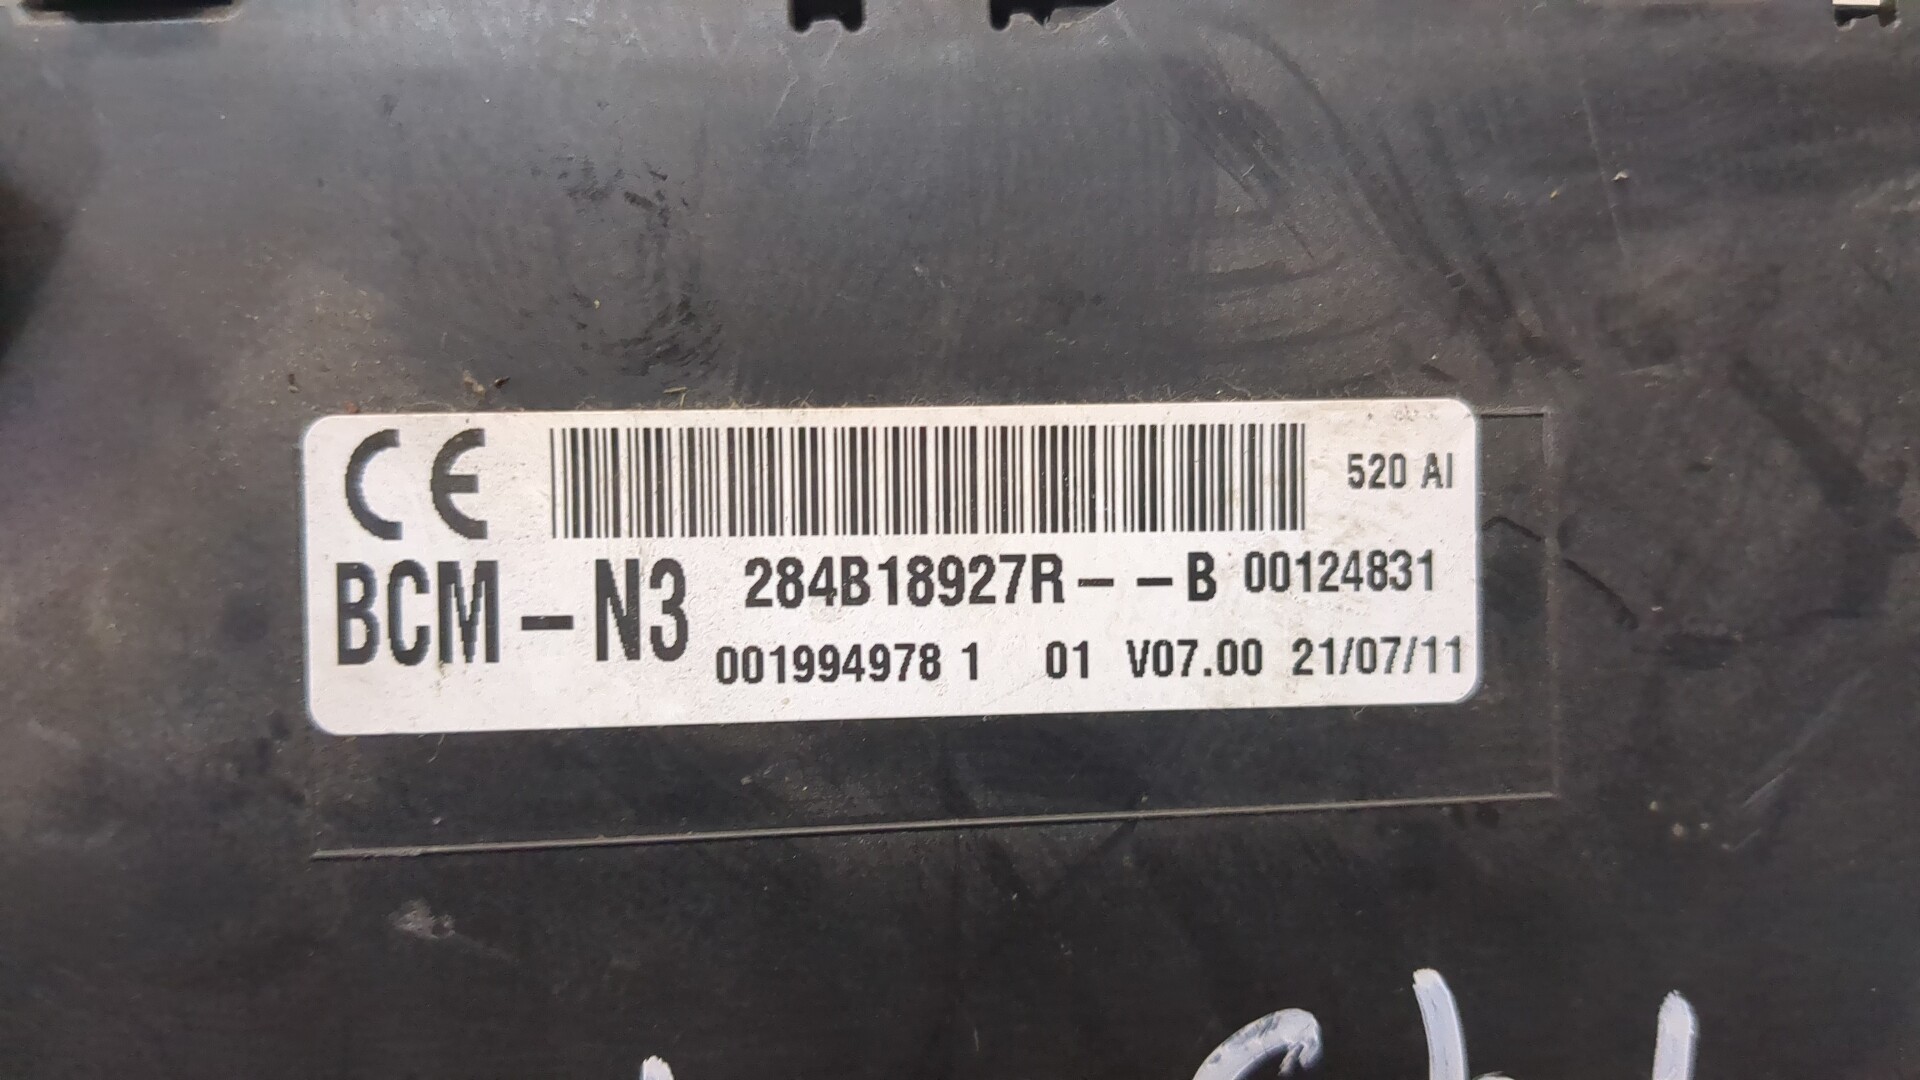 CE 520 AI
BCM-N3 284B18927R--B 00124831
001994978 1 01 V07.00 21/07/11